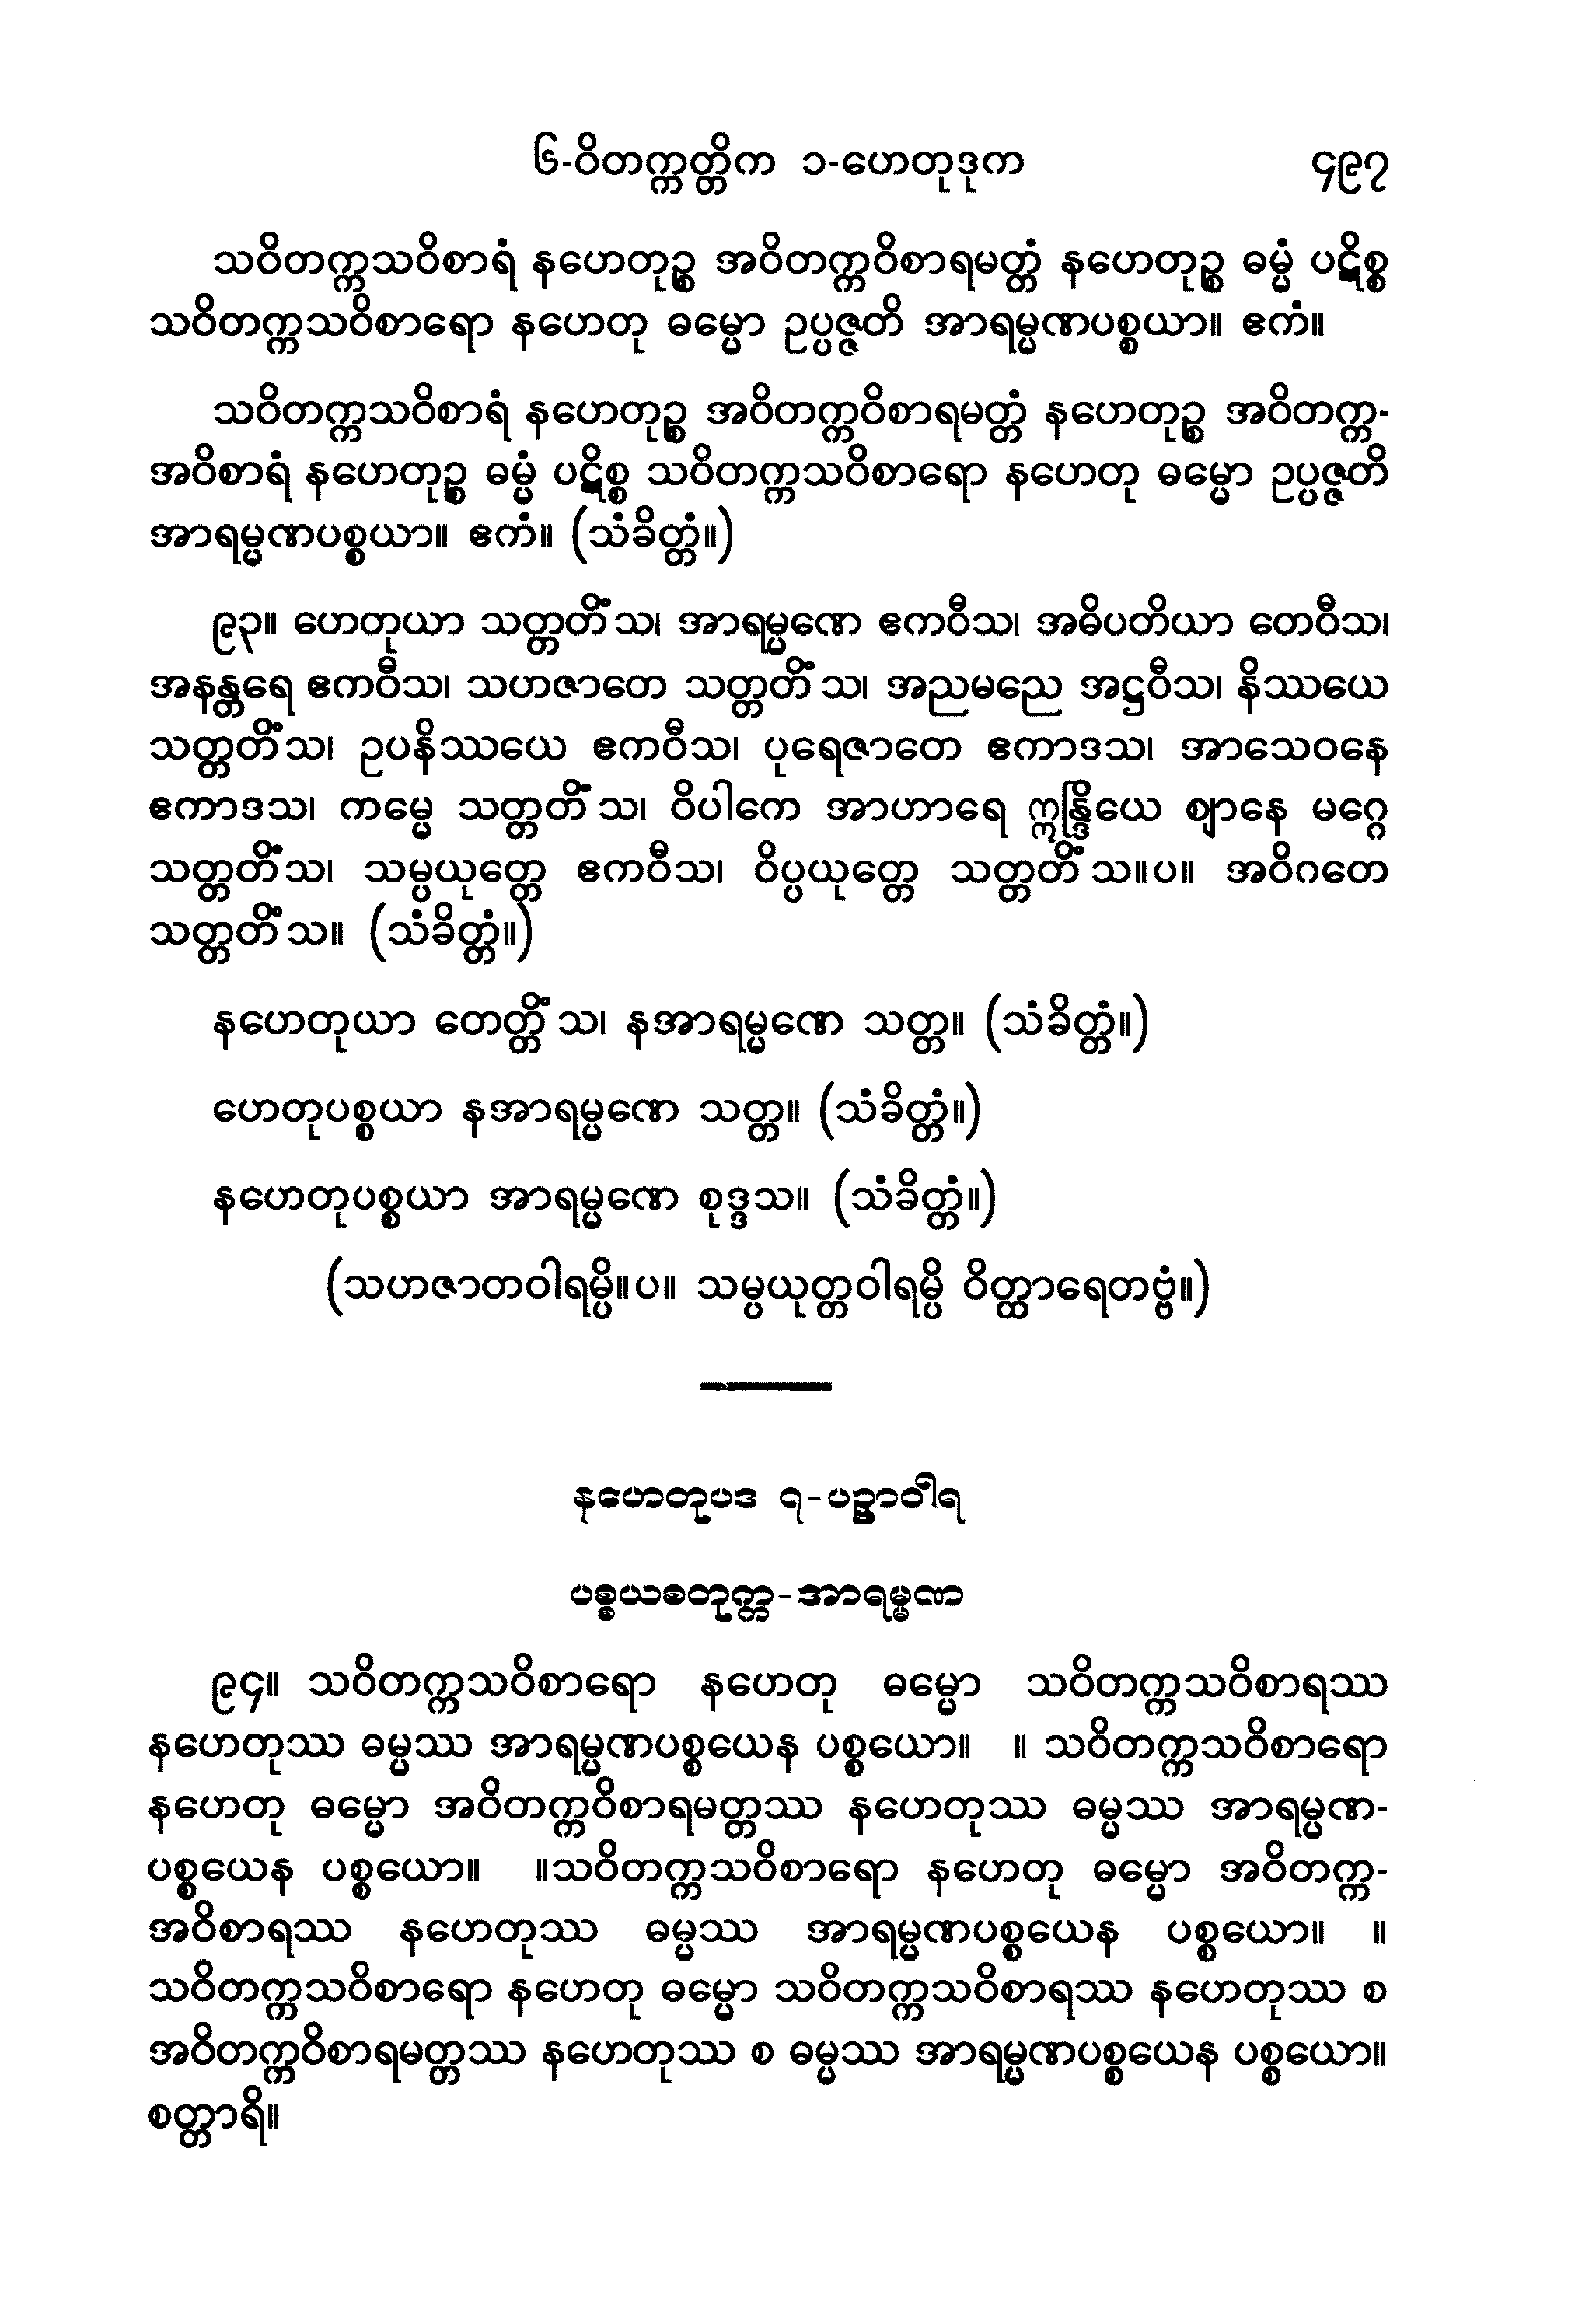 ၆-ဝိတက္ကတ္တိက ၁-ဟေတုဒုက ၄၉၇
သဝိတက္ကသဝိစာရံ နဟေတုဉ္စ အဝိတက္ကဝိစာရမတ္တံ နဟေတုဉ္စ ဓမ္မံ ပဋိစ္စ
သဝိတက္ကသဝိစာရော နဟေတု ဓမ္မော ဥပ္ပဇ္ဇတိ အာရမ္မဏပစ္စယာ။ ဧကံ။
သဝိတက္ကသဝိစာရံ နဟေတုဉ္စ အဝိတက္ကဝိစာရမတ္တံ နဟေတုဉ္စ အဝိတက္က-
အဝိစာရံ နဟေတုဉ္စ ဓမ္မံ ပဋိစ္စ သဝိတက္ကသဝိစာရော နဟေတု ဓမ္မော ဥပ္ပဇ္ဇတိ
အာရမ္မဏပစ္စယာ။ ဧကံ။ (သံခိတ္တံ။)
၉၃။ ဟေတုယာ သတ္တတိံသ၊ အာရမ္မဏေ ဧကဝီသ၊ အဓိပတိယာ တေဝီသ၊
အနန္တရေ ဧကဝီသ၊ သဟဇာတေ သတ္တတိံသ၊ အညမညေ အဋ္ဌဝီသ၊ နိဿယေ
သတ္တတိံသ၊ ဥပနိဿယေ ဧကဝီသ၊ ပုရေဇာတေ ဧကာဒသ၊ အာသေဝနေ
ဧကာဒသ၊ ကမ္မေ သတ္တတိံသ၊ ဝိပါကေ အာဟာရေ ဣန္ဒြိယေ ဈာနေ မဂ္ဂေ
သတ္တတိံသ၊ သမ္ပယုတ္တေ ဧကဝီသ၊ ဝိပ္ပယုတ္တေ သတ္တတိံသ။ပ။ အဝိဂတေ
သတ္တတိံသ။ (သံခိတ္တံ။)
နဟေတုယာ တေတ္တိံသ၊ နအာရမ္မဏေ သတ္တ။ (သံခိတ္တံ။)
ဟေတုပစ္စယာ နအာရမ္မဏေ သတ္တ။ (သံခိတ္တံ။)
နဟေတုပစ္စယာ အာရမ္မဏေ စုဒ္ဒသ။ (သံခိတ္တံ။)
(သဟဇာတဝါရမ္ပိ။ပ။ သမ္ပယုတ္တဝါရမ္ပိ ဝိတ္ထာရေတဗ္ဗံ။)
နဟေတုပဒ ၇-ပဉှာဝါရ
ပစ္စယစတုက္က-အာရမ္မဏ
၉၄။ သဝိတက္ကသဝိစာရော နဟေတု ဓမ္မော သဝိတက္ကသဝိစာရဿ
နဟေတုဿ ဓမ္မဿ အာရမ္မဏပစ္စယေန ပစ္စယော။ ။ သဝိတက္ကသဝိစာရော
နဟေတု ဓမ္မော အဝိတက္ကဝိစာရမတ္တဿ နဟေတုဿ ဓမ္မဿ အာရမ္မဏ-
ပစ္စယေန ပစ္စယော။ ။သဝိတက္ကသဝိစာရော နဟေတု ဓမ္မော အဝိတက္က-
အဝိစာရဿ နဟေတုဿ ဓမ္မဿ အာရမ္မဏပစ္စယေန ပစ္စယော။ ။
သဝိတက္ကသဝိစာရော နဟေတု ဓမ္မော သဝိတက္ကသဝိစာရဿ နဟေတုဿ စ
အဝိတက္ကဝိစာရမတ္တဿ နဟေတုဿ စ ဓမ္မဿ အာရမ္မဏပစ္စယေန ပစ္စယော။
စတ္တာရိ။